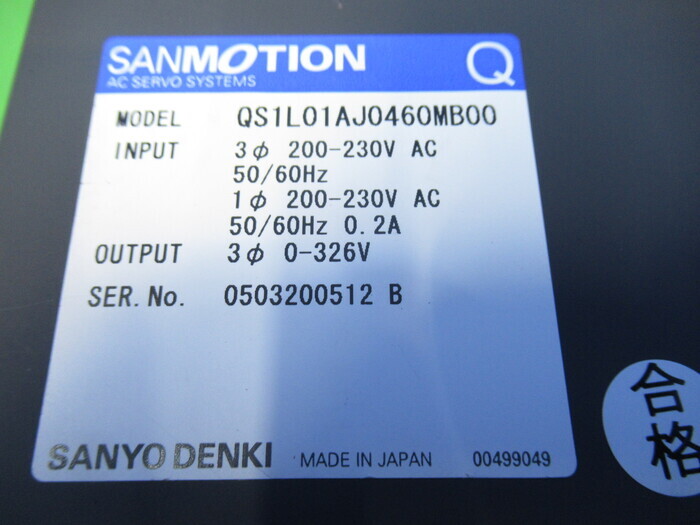 SANMOTION Q
AC SERVO SYSTEMS
MODEL QS1L01AJ0460MB00
INPUT 3φ 200-230V AC
50/60Hz
1φ 200-230V AC
50/60Hz 0.2A
OUTPUT 3φ 0-326V
SER.No. 0503200512 B
SANYO DENKI MADE IN JAPAN 00499049
合格